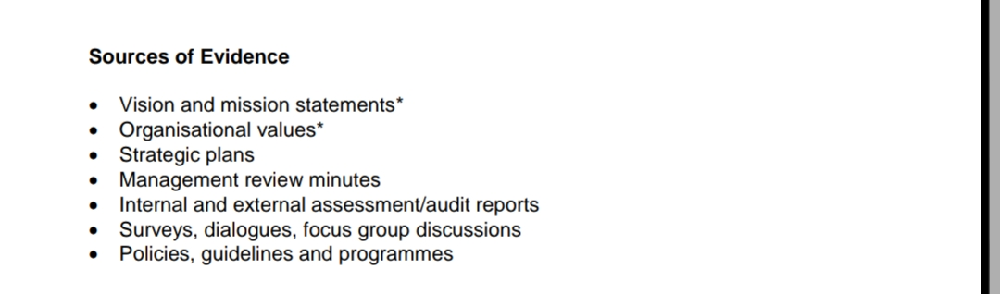 Sources of Evidence
• Vision and mission statements*
• Organisational values*
• Strategic plans
• Management review minutes
• Internal and external assessment/audit reports
• Surveys, dialogues, focus group discussions
• Policies, guidelines and programmes